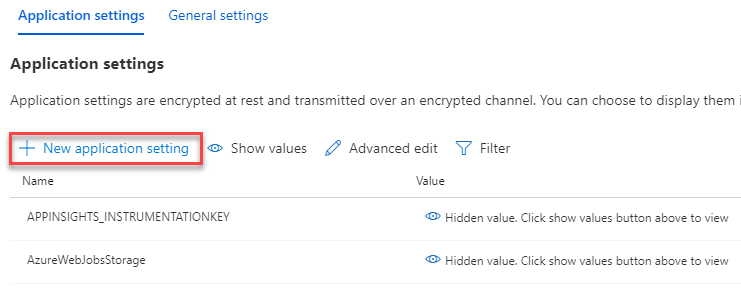 Application settings General settings
Application settings
Application settings are encrypted at rest and transmitted over an encrypted channel. You can choose to display them
New application setting Show values Advanced edit Filter
Name Value
APPINSIGHTS_INSTRUMENTATIONKEY Hidden value. Click show values button above to view
AzureWebJobsStorage Hidden value. Click show values button above to view